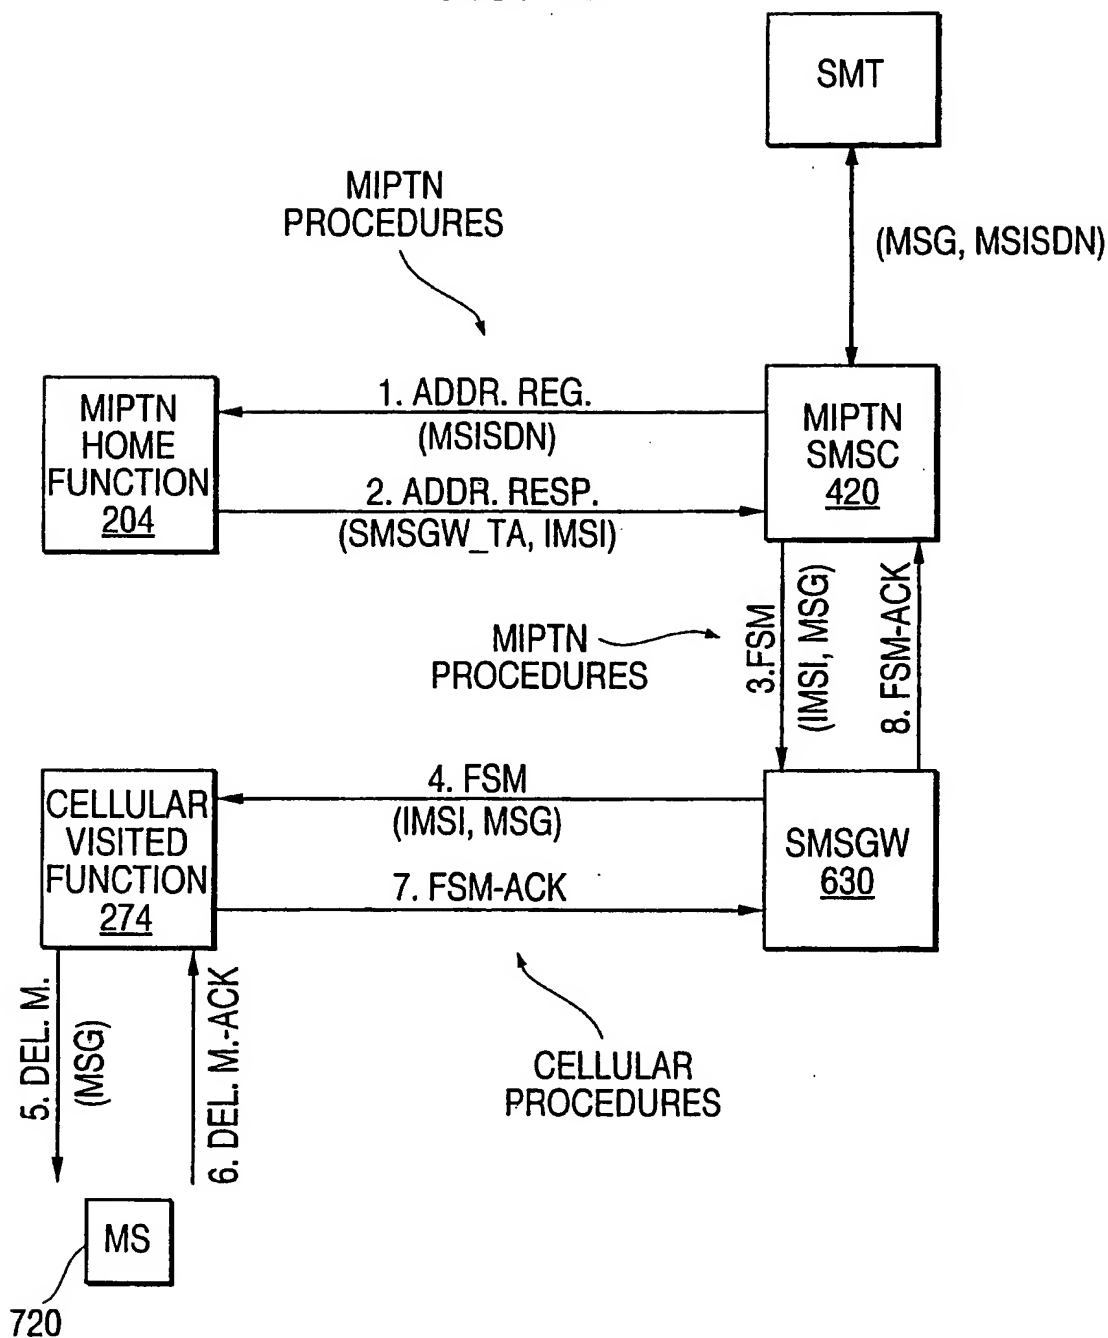 SMT
(MSG, MSISDN)
MIPTN
PROCEDURES
1. ADDR. REG.
(MSISDN)
2. ADDR. RESP.
(SMSGW_TA, IMSI)
MIPTN
HOME
FUNCTION
204
MIPTN
SMSC
420
MIPTN
PROCEDURES
3.FSM
(IMSI, MSG)
8. FSM-ACK
4. FSM
(IMSI, MSG)
7. FSM-ACK
CELLULAR
VISITED
FUNCTION
274
SMSGW
630
5. DEL. M.
(MSG)
6. DEL. M.-ACK
CELLULAR
PROCEDURES
MS
720